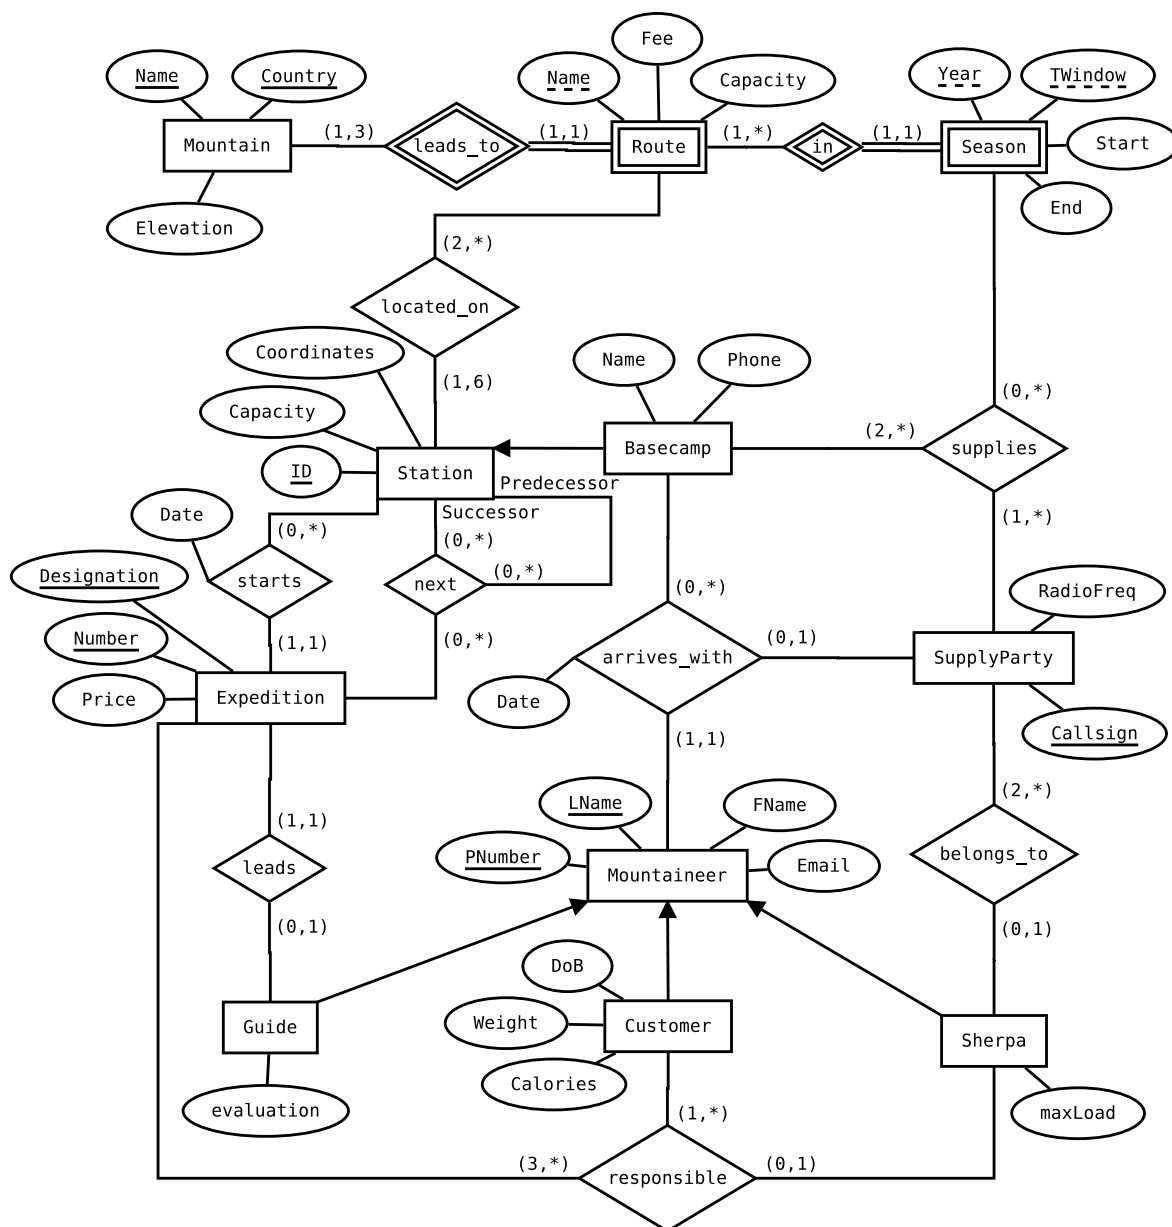 Fee
Name
Country
Name
Capacity
Year
TWindow
Mountain
(1,3)
leads_to
(1,1)
Route
(1,*)
in
(1,1)
Season
Start
Elevation
End
(2,*)
located_on
Coordinates
(1,6)
Name
Phone
(0,*)
Capacity
(2,*)
Basecamp
supplies
ID
Station
Predecessor
Successor
Date
(0,*)
(0,*)
(1,*)
Designation
starts
next
(0,*)
(0,*)
RadioFreq
Number
(1,1)
(0,*)
(0,1)
arrives_with
SupplyParty
Price
Expedition
Date
(1,1)
Callsign
(2,*)
LName
FName
(1,1)
PNumber
Mountaineer
Email
belongs_to
leads
(0,1)
(0,1)
DoB
Guide
Weight
Customer
Sherpa
Calories
evaluation
(1,*)
maxLoad
(3,*)
responsible
(0,1)